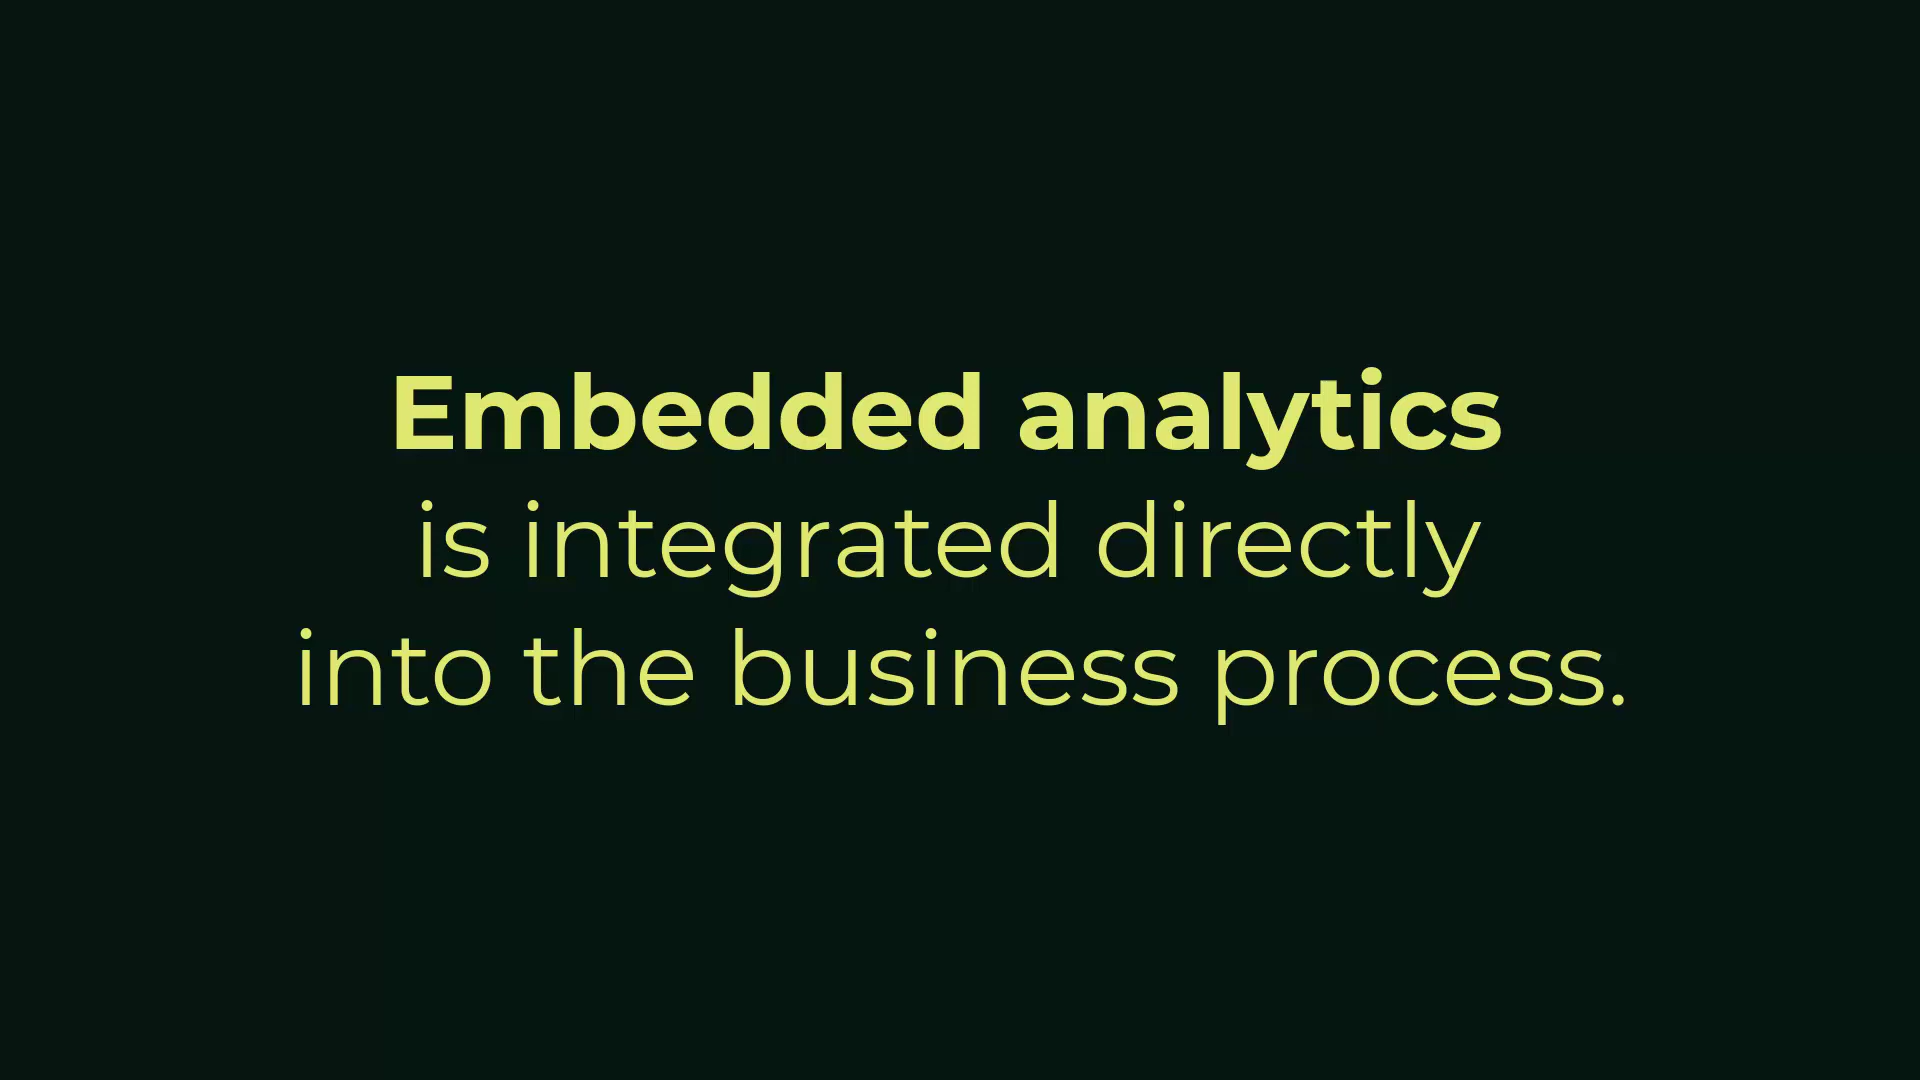 Embedded analytics
is integrated directly
into the business process.